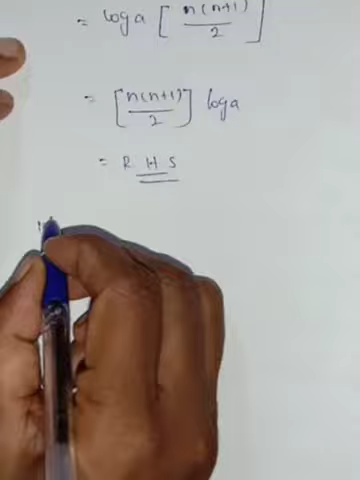 = log a [ n(n+1)/2 ]
= [ n(n+1)/2 ] log a
= R H S